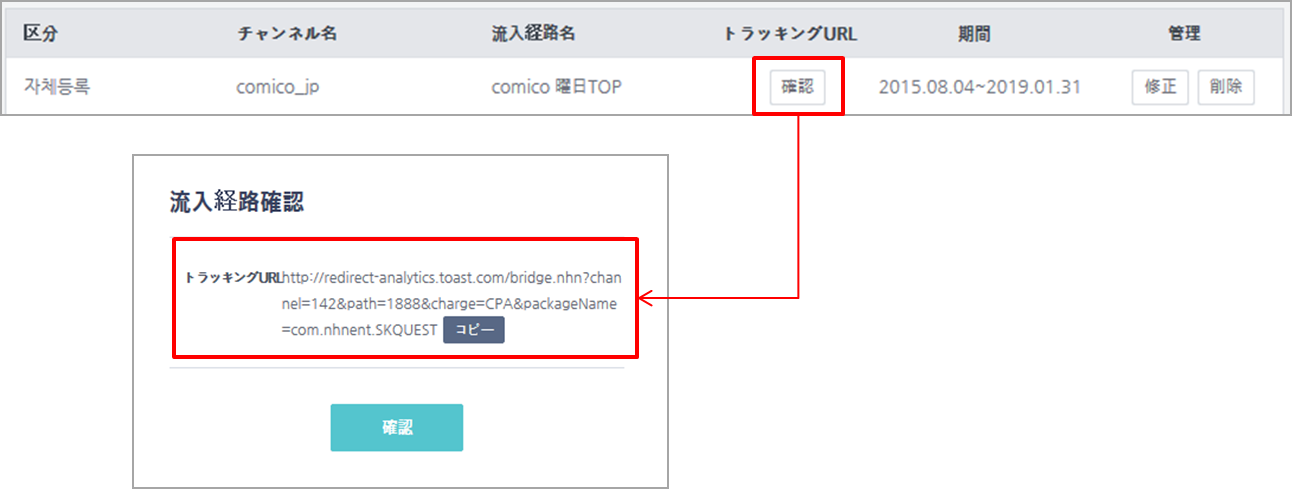 区分 チャンネル名 流入経路名 トラッキングURL 期間 管理
자체등록 comico_jp comico 曜日TOP 確認 2015.08.04~2019.01.31 修正 削除
流入経路確認
トラッキングURL http://redirect-analytics.toast.com/bridge.nhn?chan
nel=142&path=1888&charge=CPA&packageName
=com.nhnent.SKQUEST コピー
確認